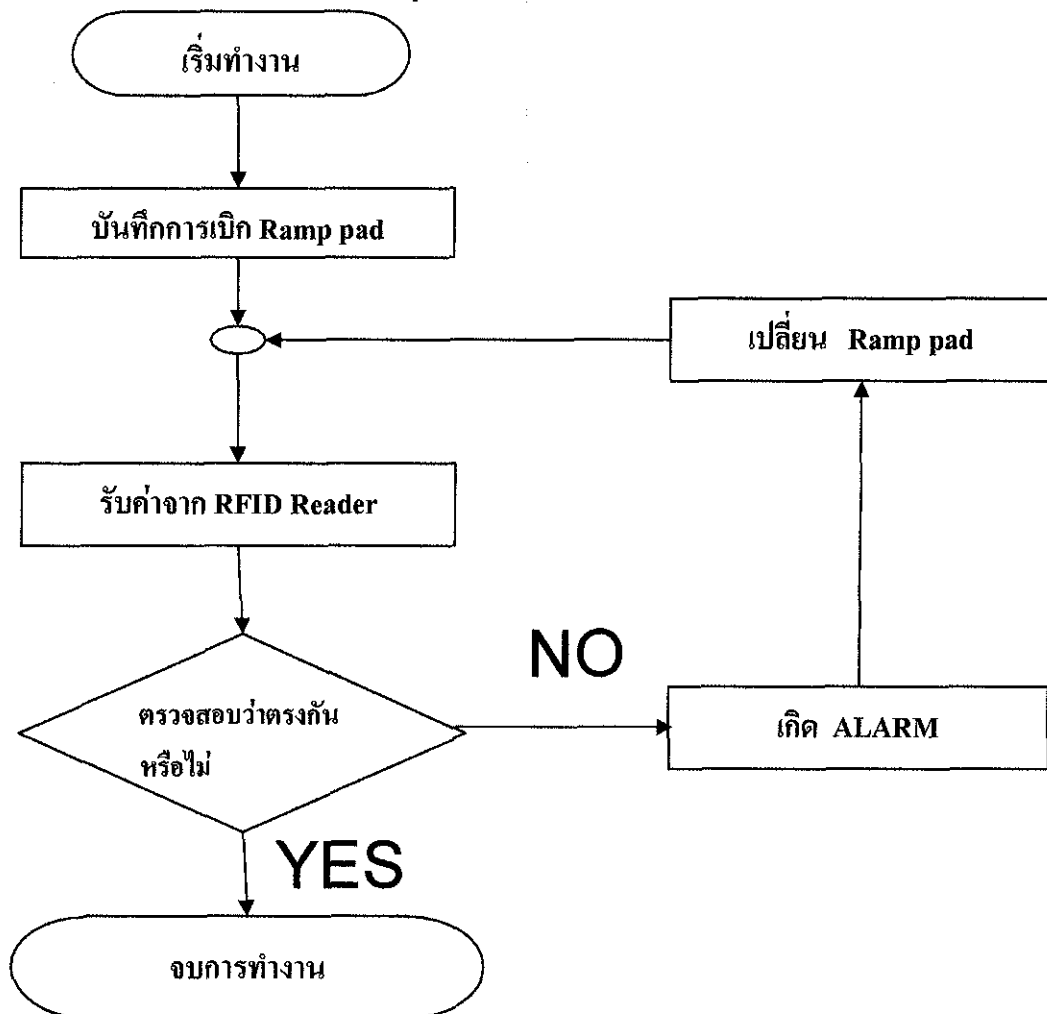 เริ่มทำงาน
บันทึกการเบิก Ramp pad
เปลี่ยน Ramp pad
รับค่าจาก RFID Reader
NO
ตรวจสอบว่าตรงกัน
หรือไม่
เกิด ALARM
YES
จบการทำงาน